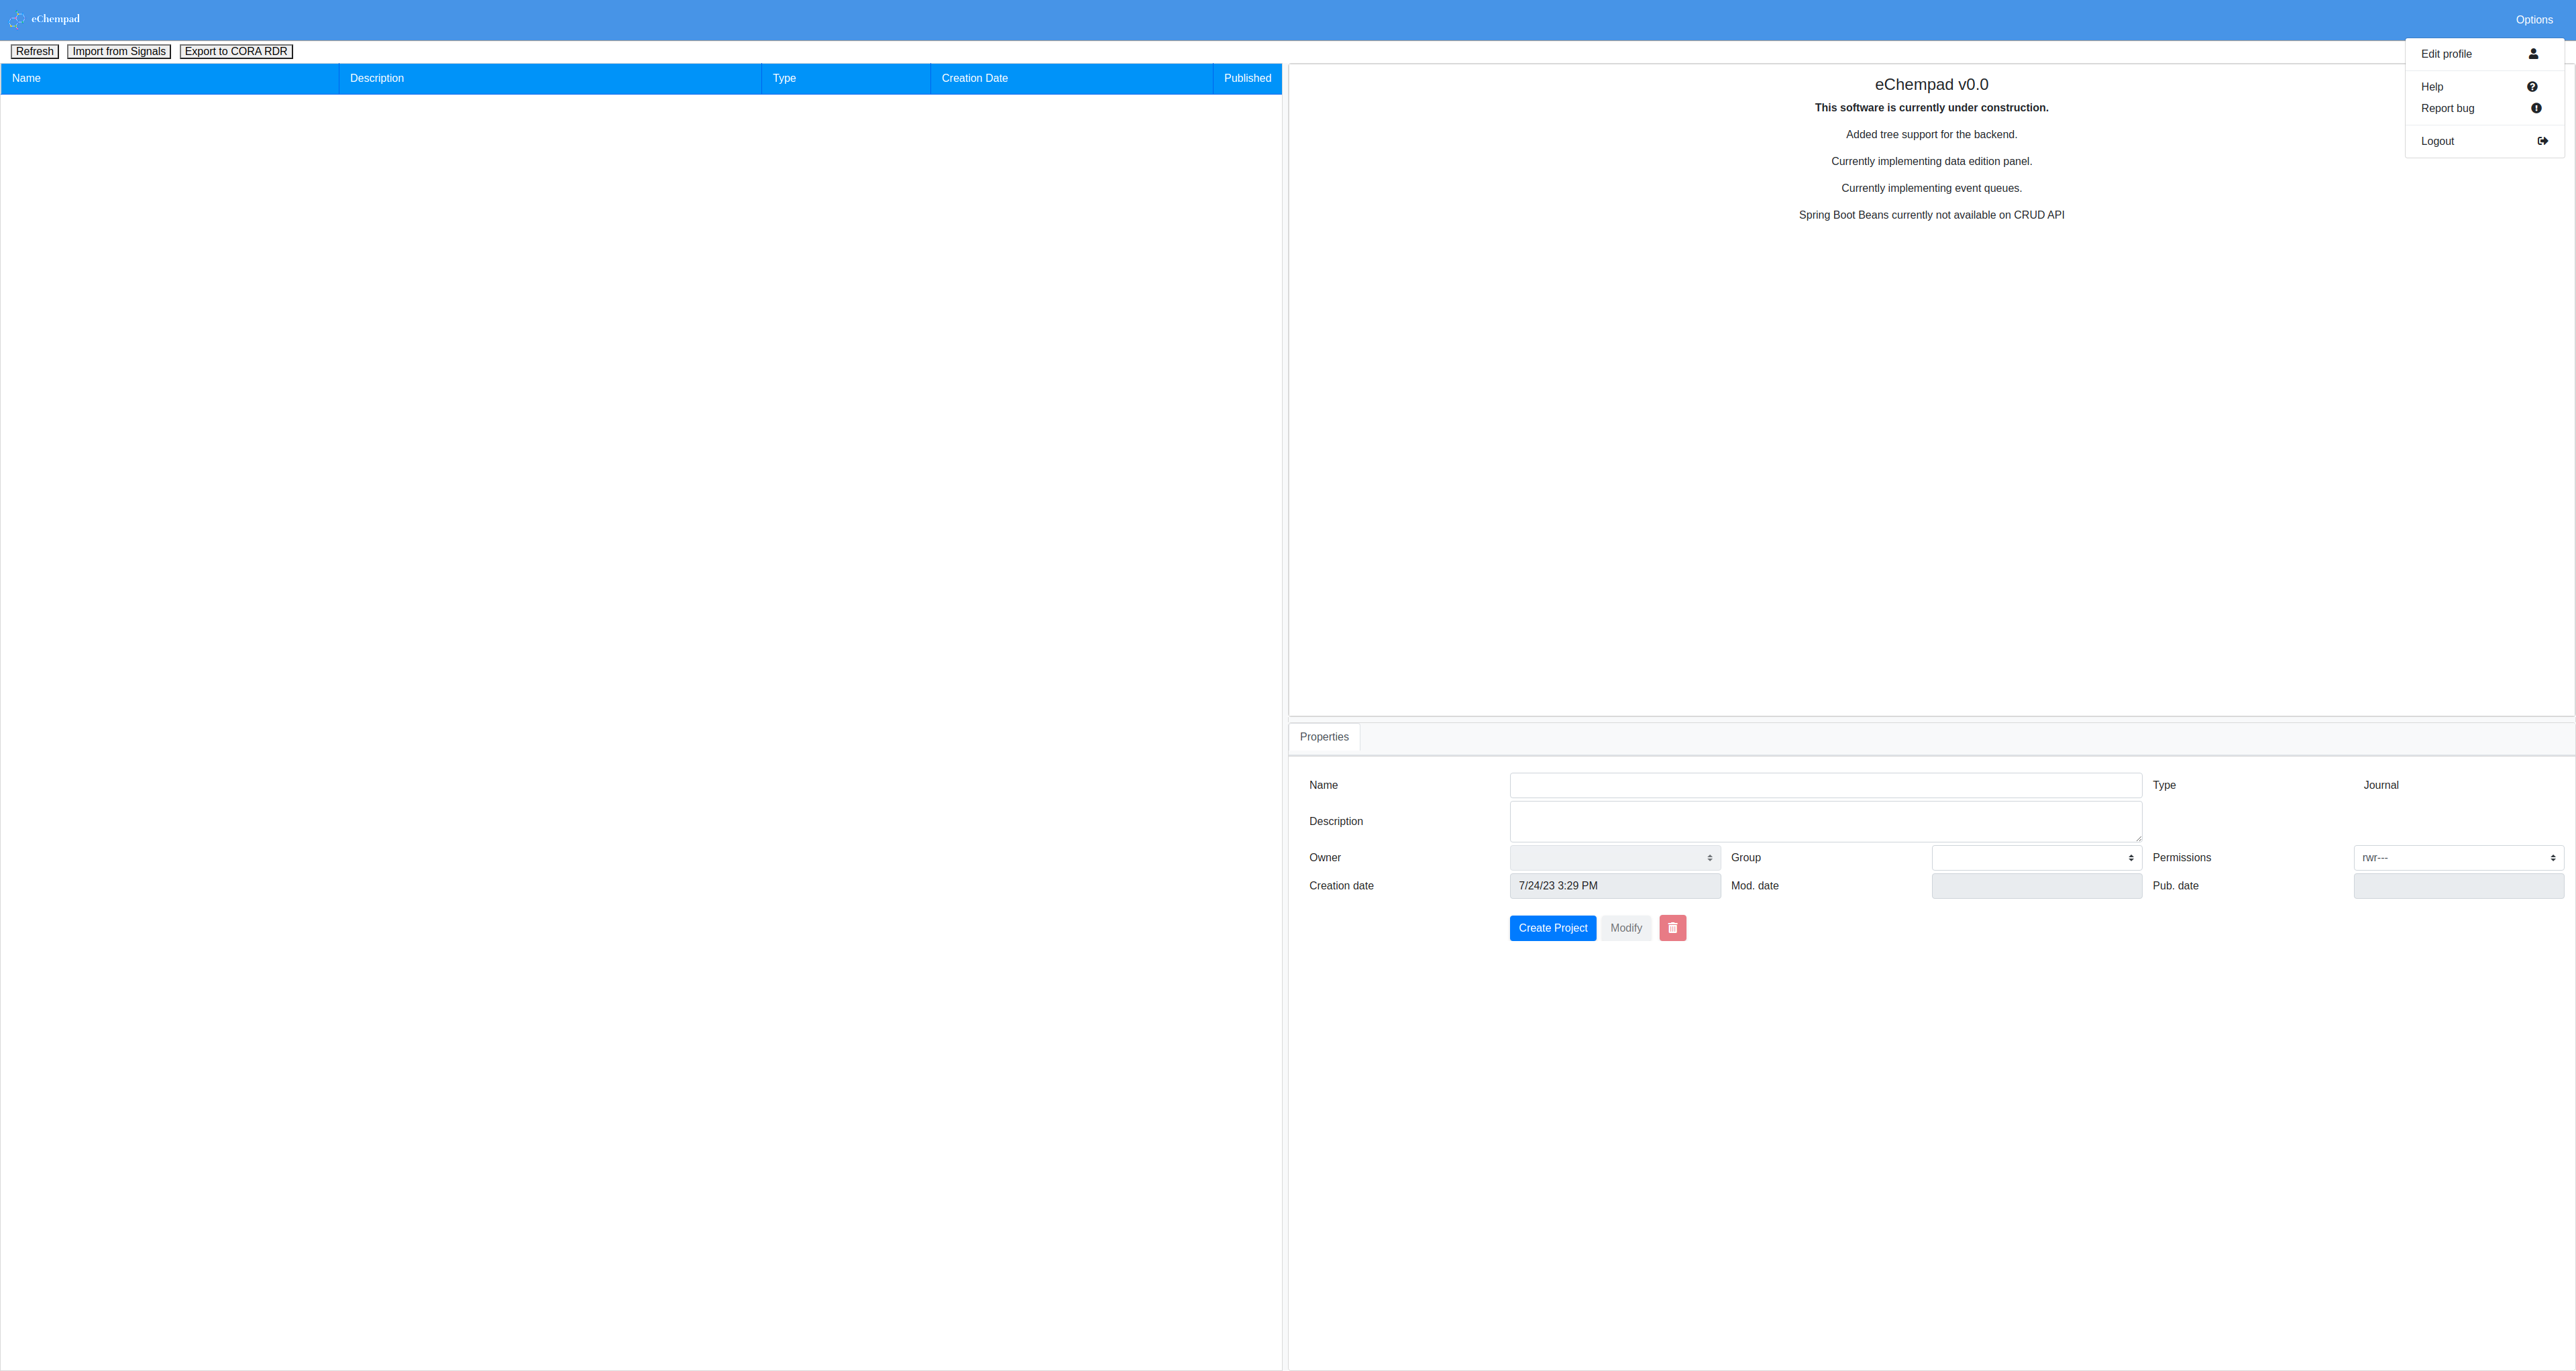 eChempad
Options
Refresh Import from Signals Export to CORA RDR
Edit profile
Help
Report bug
Logout
Name Description Type Creation Date Published
eChempad v0.0
This software is currently under construction.
Added tree support for the backend.
Currently implementing data edition panel.
Currently implementing event queues.
Spring Boot Beans currently not available on CRUD API
Properties
Name Type Journal
Description
Owner Group Permissions rwr---
Creation date 7/24/23 3:29 PM Mod. date Pub. date
Create Project Modify